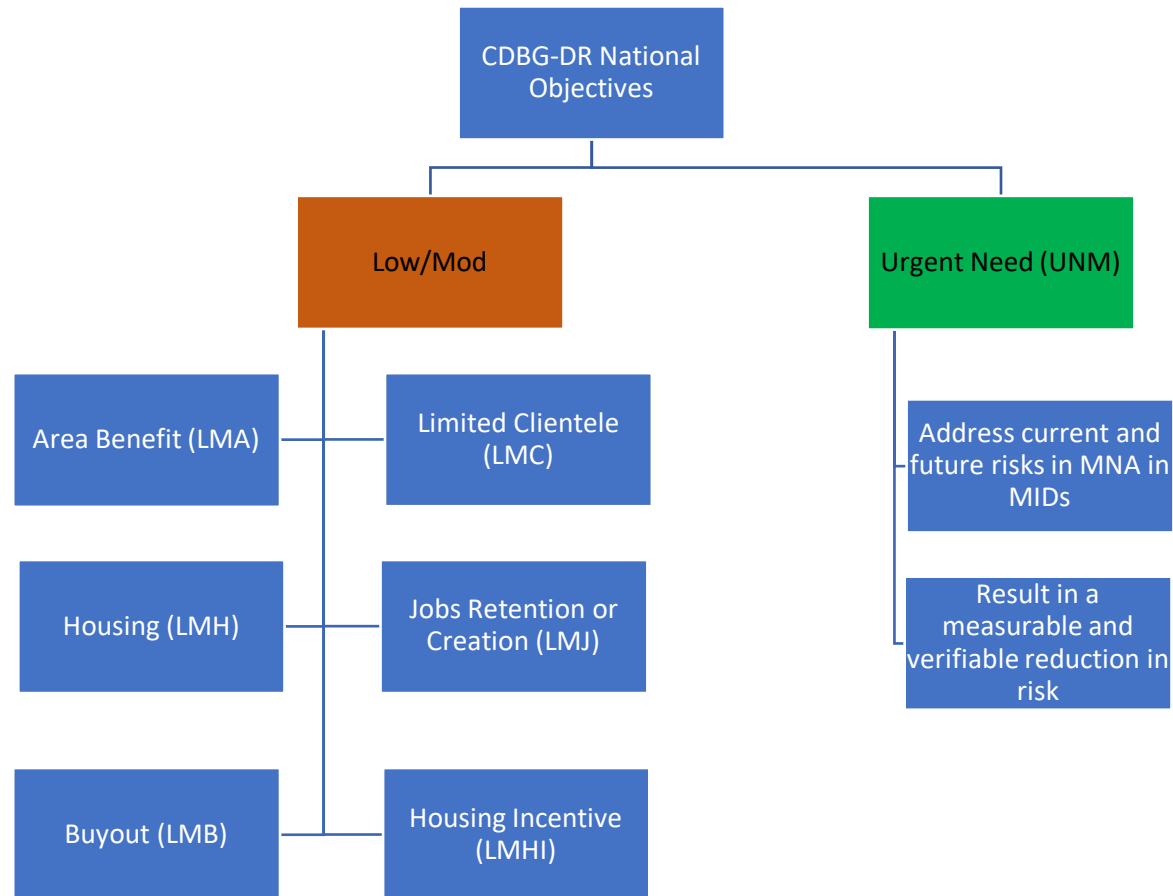 CDBG-DR National
Objectives
Low/Mod
Urgent Need (UNM)
Area Benefit (LMA)
Limited Clientele
(LMC)
Address current and
future risks in MNA in
MIDs
Housing (LMH)
Jobs Retention or
Creation (LMJ)
Result in a
measurable and
verifiable reduction in
risk
Buyout (LMB)
Housing Incentive
(LMHI)